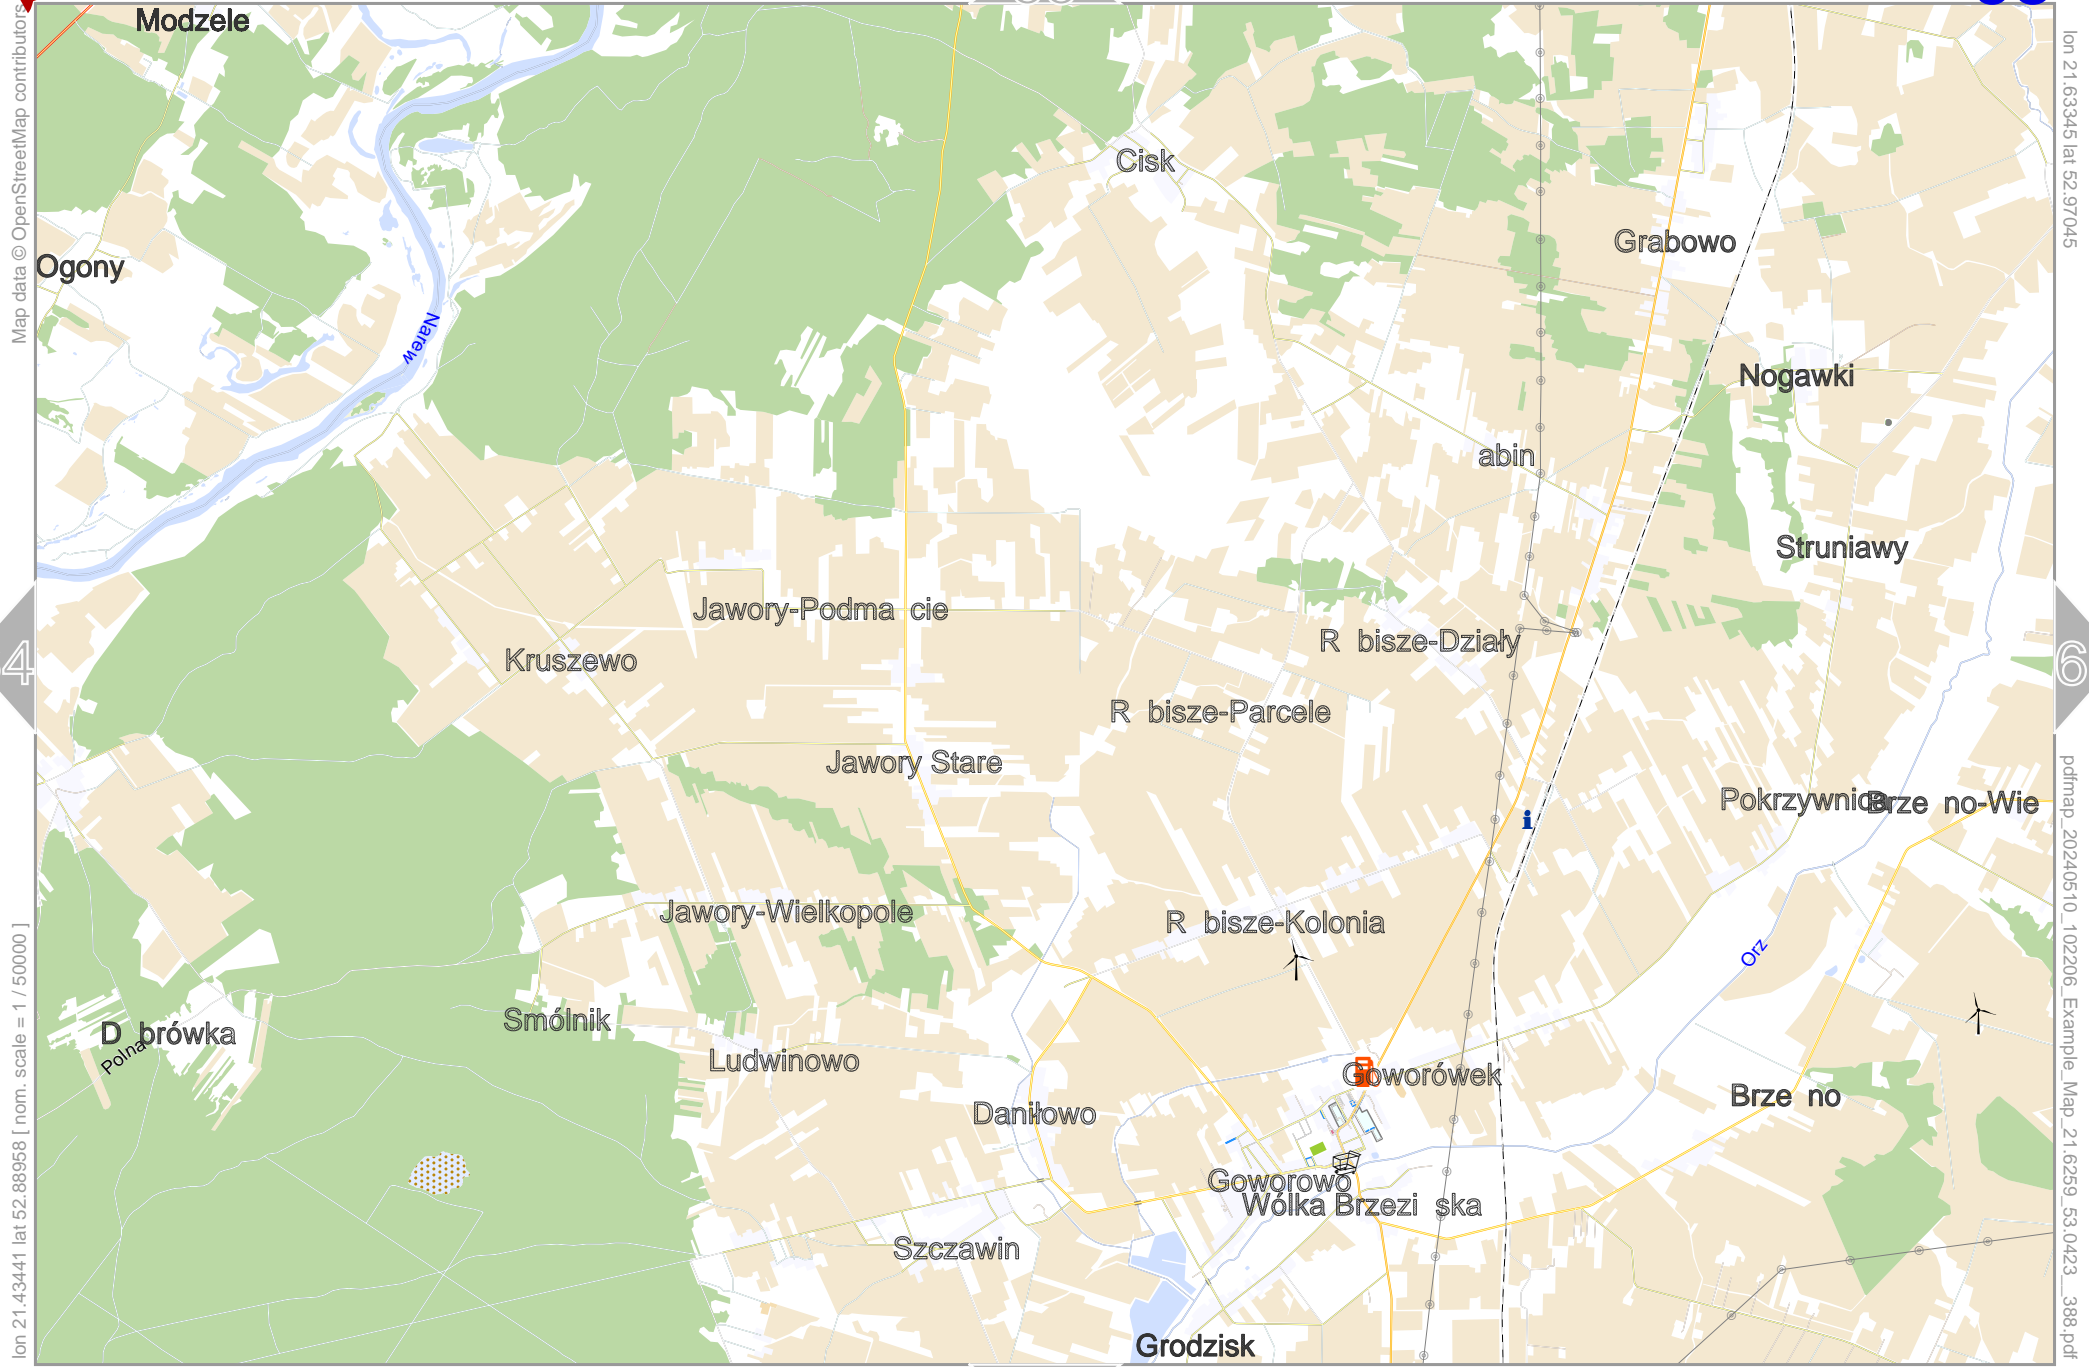 Modzele
Map data © OpenStreetMap contributors
lon 21.63345 lat 52.97045
Cisk
Grabowo
Ogony
Narew
Nogawki
abin
Struniawy
Jawory-Podma cie
R bisze-Działy
Kruszewo
4
6
R bisze-Parcele
Jawory Stare
Pokrzywnica
Brze no-Wie
Jawory-Wielkopole
R bisze-Kolonia
Orz
Smólnik
D brówka
Polna
Ludwinowo
Goworówek
Daniłowo
Brze no
Goworowo
Wólka Brzezi ska
Szczawin
Grodzisk
lon 21.43441 lat 52.88958 [ nom. scale = 1 / 50000 ]
pdfmap_20240510_102206_Example_Map_21.6259_53.0423__388.pdf